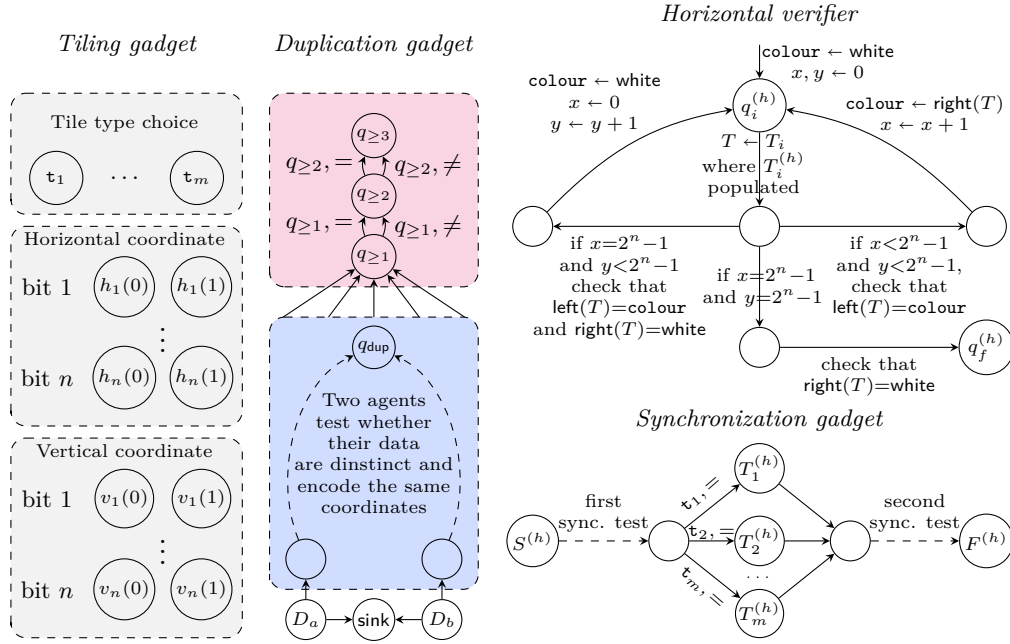 Tiling gadget
Tile type choice
t_1 ... t_m
Horizontal coordinate
bit 1 h_1(0) h_1(1)
⋮
bit n h_n(0) h_n(1)
Vertical coordinate
bit 1 v_1(0) v_1(1)
⋮
bit n v_n(0) v_n(1)
Duplication gadget
q_{≥3}
q_{≥2}, = q_{≥2}, ≠
q_{≥2}
q_{≥1}, = q_{≥1}, ≠
q_{≥1}
q_{dup}
Two agents
test whether
their data
are dinstinct and
encode the same
coordinates
D_a sink D_b
Horizontal verifier
colour ← white
x, y ← 0
colour ← white
x ← 0
y ← y + 1
q_i^{(h)}
colour ← right(T)
x ← x + 1
T ← T_i
where T_i^{(h)}
populated
if x=2^n−1
and y<2^n−1
check that
left(T)=colour
and right(T)=white
if x=2^n−1
and y=2^n−1
if x<2^n−1
and y<2^n−1,
check that
left(T)=colour
check that
right(T)=white
q_f^{(h)}
Synchronization gadget
S^{(h)}
first
sync. test
t_1, =
t_2, =
t_m, =
T_1^{(h)}
T_2^{(h)}
...
T_m^{(h)}
second
sync. test
F^{(h)}